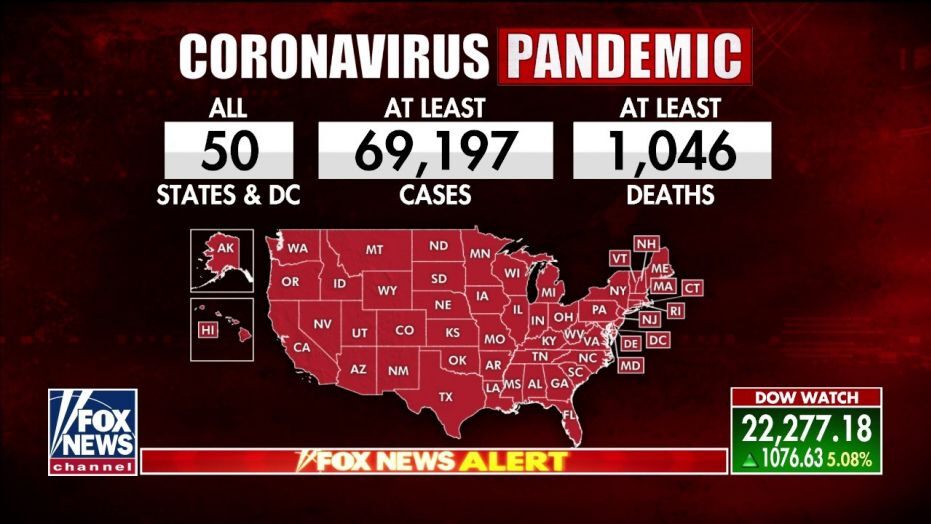 CORONAVIRUS PANDEMIC
ALL
50
STATES & DC
AT LEAST
69,197
CASES
AT LEAST
1,046
DEATHS
AK
HI
WA
MT
ND
MN
OR
ID
WY
SD
WI
MI
NV
UT
CO
NE
IA
IL
IN
OH
PA
NY
VT
NH
ME
MA
CT
RI
NJ
DE
DC
MD
CA
KS
MO
KY
WV
VA
AZ
NM
OK
AR
TN
NC
SC
TX
LA
MS
AL
GA
FL
FOX
NEWS
channel
FOX NEWS ALERT
DOW WATCH
22,277.18
▲1076.63 5.08%